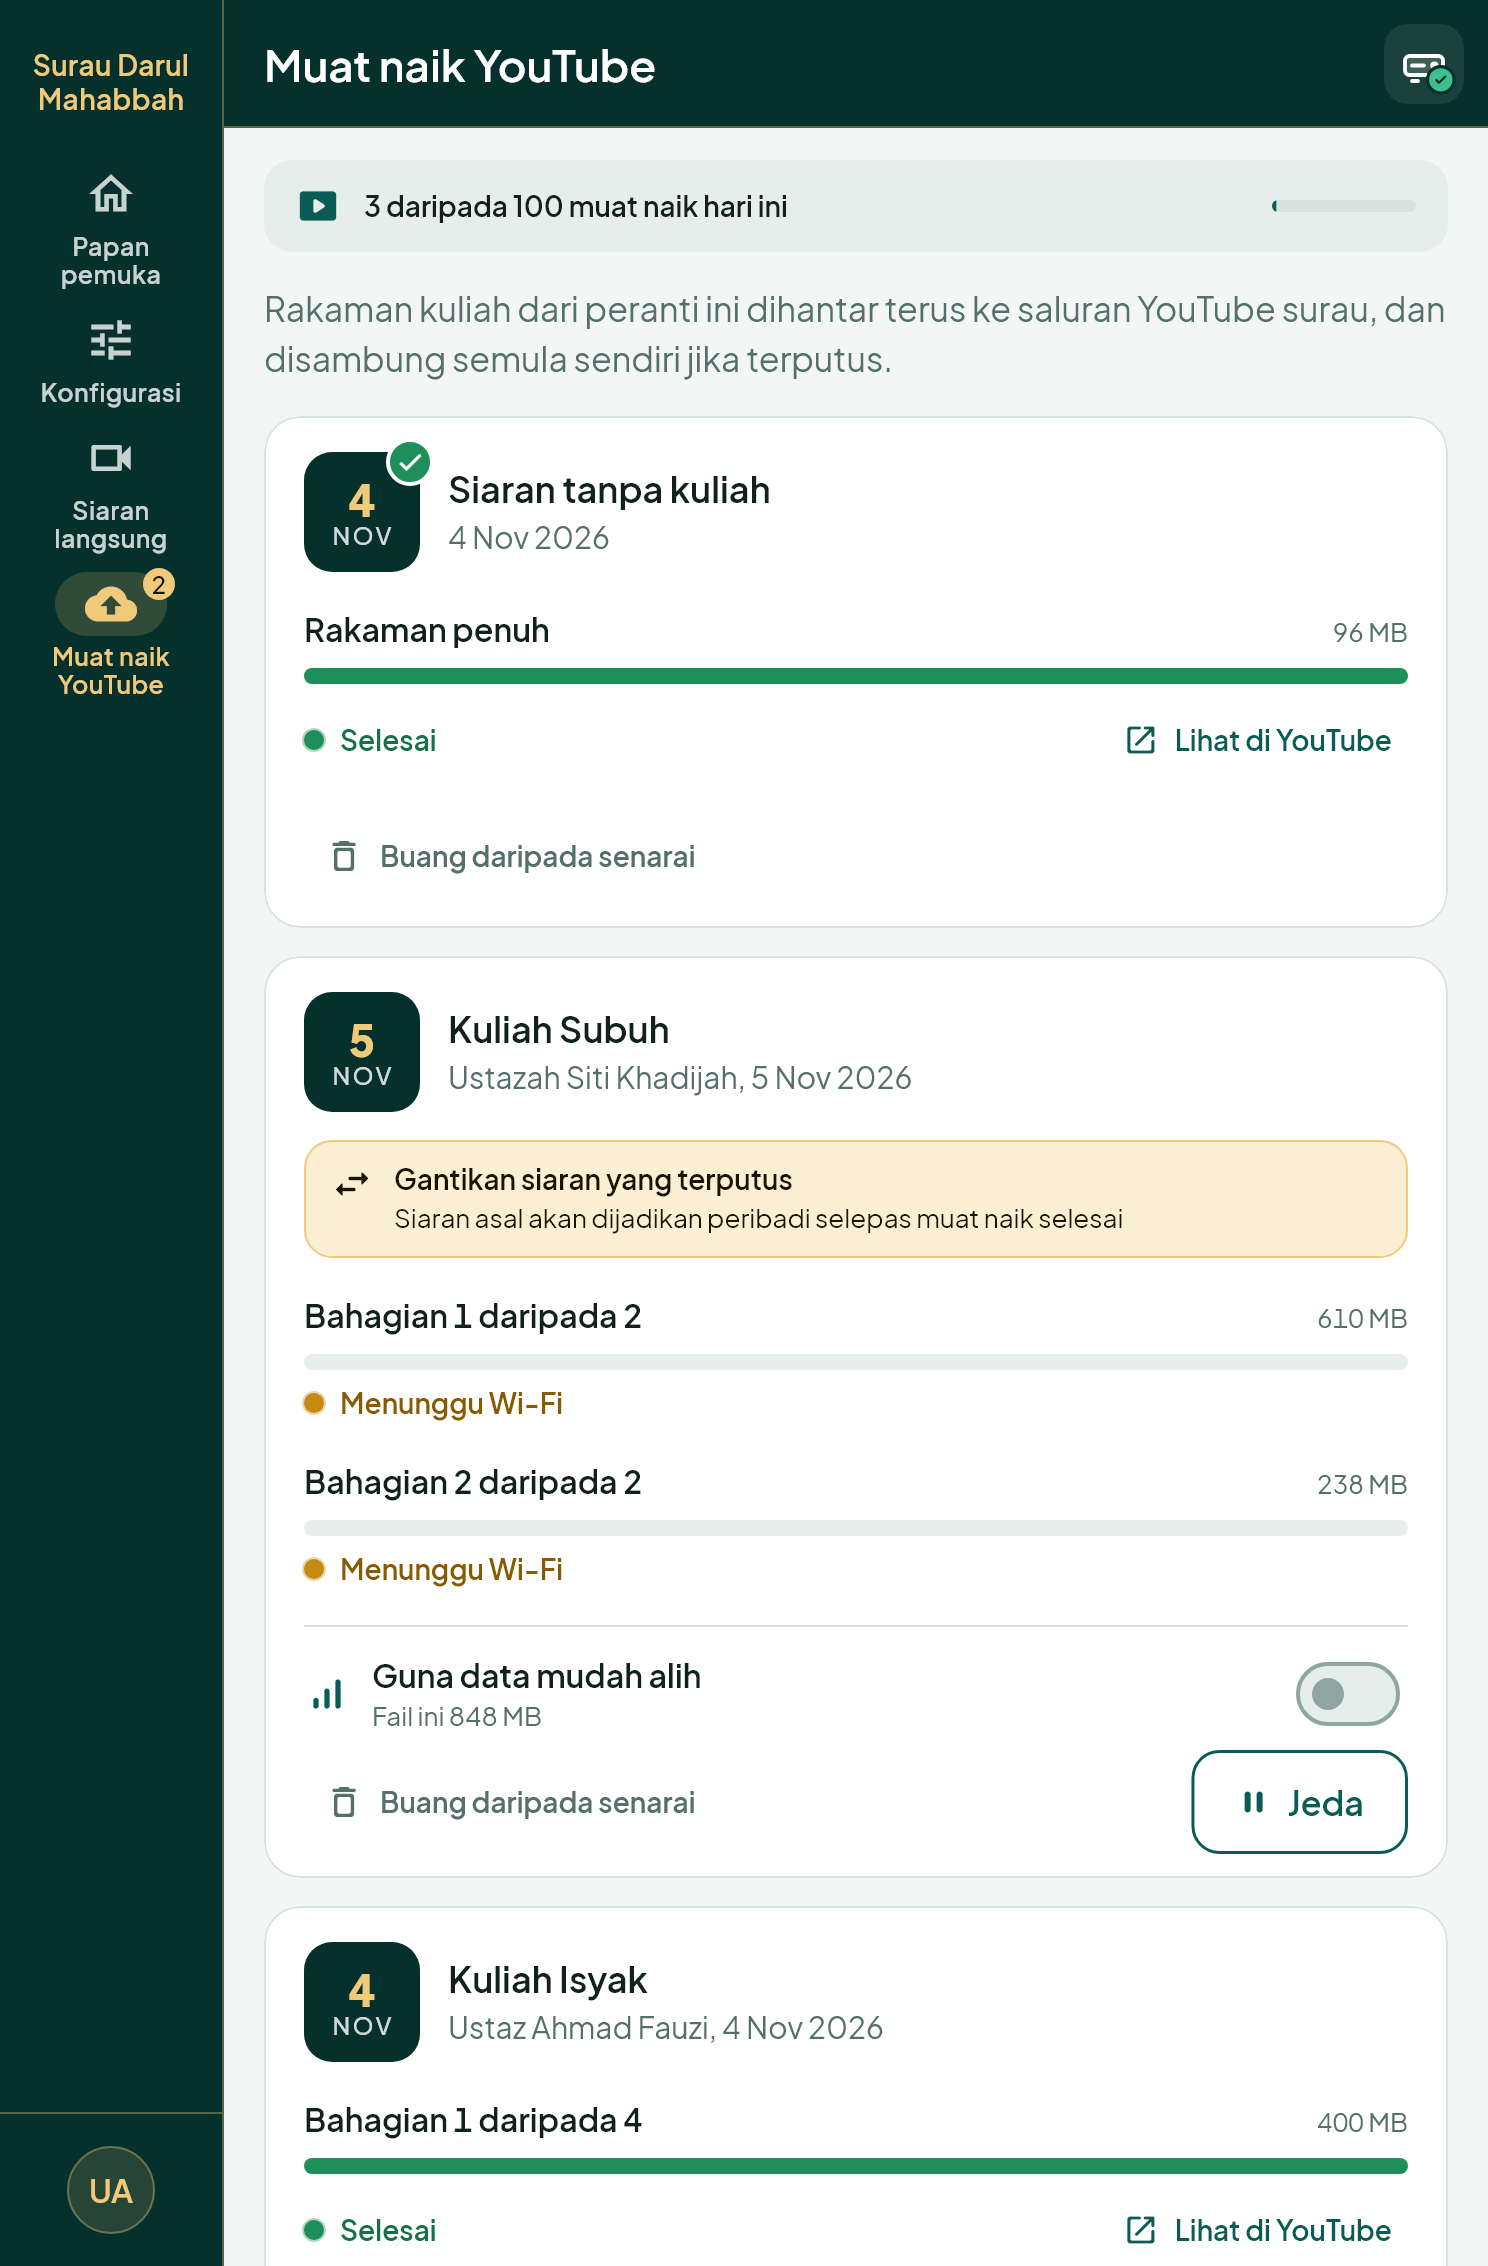 Surau Darul
Mahabbah
Papan
pemuka
Konfigurasi
Siaran
langsung
2
Muat naik
YouTube
UA
Muat naik YouTube
3 daripada 100 muat naik hari ini
Rakaman kuliah dari peranti ini dihantar terus ke saluran YouTube surau, dan
disambung semula sendiri jika terputus.
4
NOV
Siaran tanpa kuliah
4 Nov 2026
Rakaman penuh
96 MB
Selesai
Lihat di YouTube
Buang daripada senarai
5
NOV
Kuliah Subuh
Ustazah Siti Khadijah, 5 Nov 2026
Gantikan siaran yang terputus
Siaran asal akan dijadikan peribadi selepas muat naik selesai
Bahagian 1 daripada 2
610 MB
Menunggu Wi-Fi
Bahagian 2 daripada 2
238 MB
Menunggu Wi-Fi
Guna data mudah alih
Fail ini 848 MB
Buang daripada senarai
Jeda
4
NOV
Kuliah Isyak
Ustaz Ahmad Fauzi, 4 Nov 2026
Bahagian 1 daripada 4
400 MB
Selesai
Lihat di YouTube